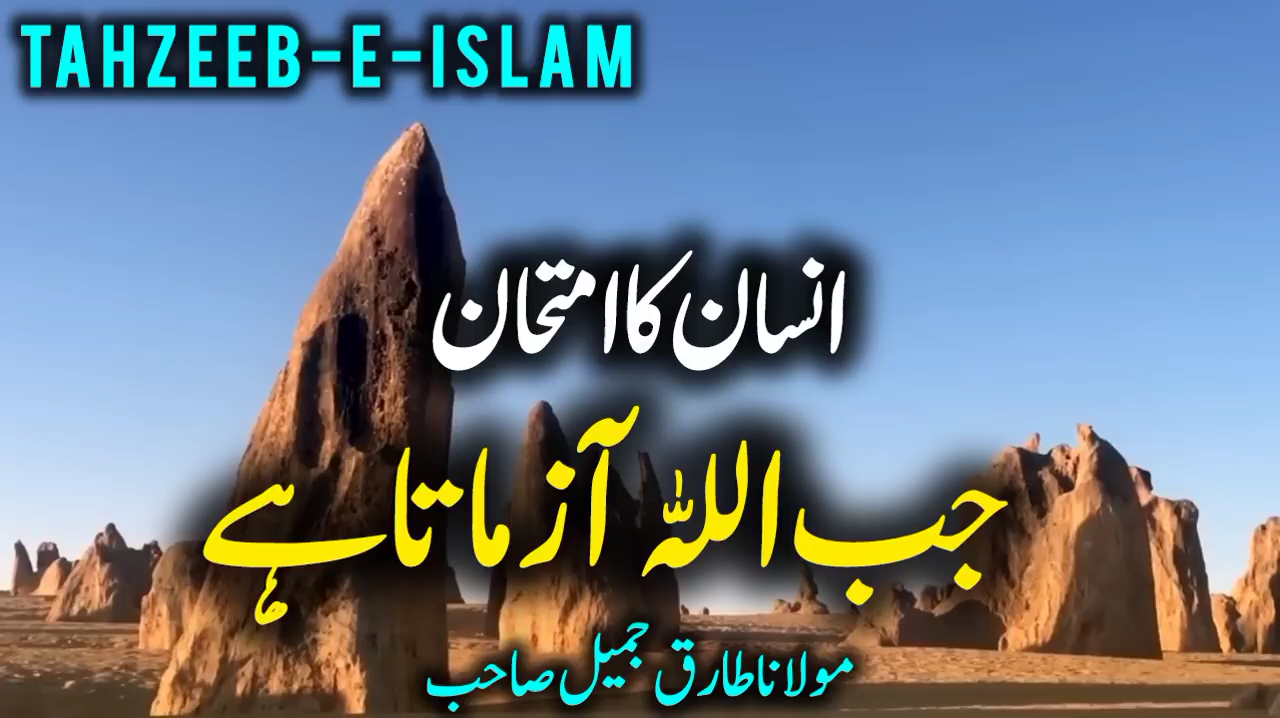 TAHZEEB-E-ISLAM
انسان کا امتحان
جب اللہ آزماتا ہے
مولانا طارق جمیل صاحب